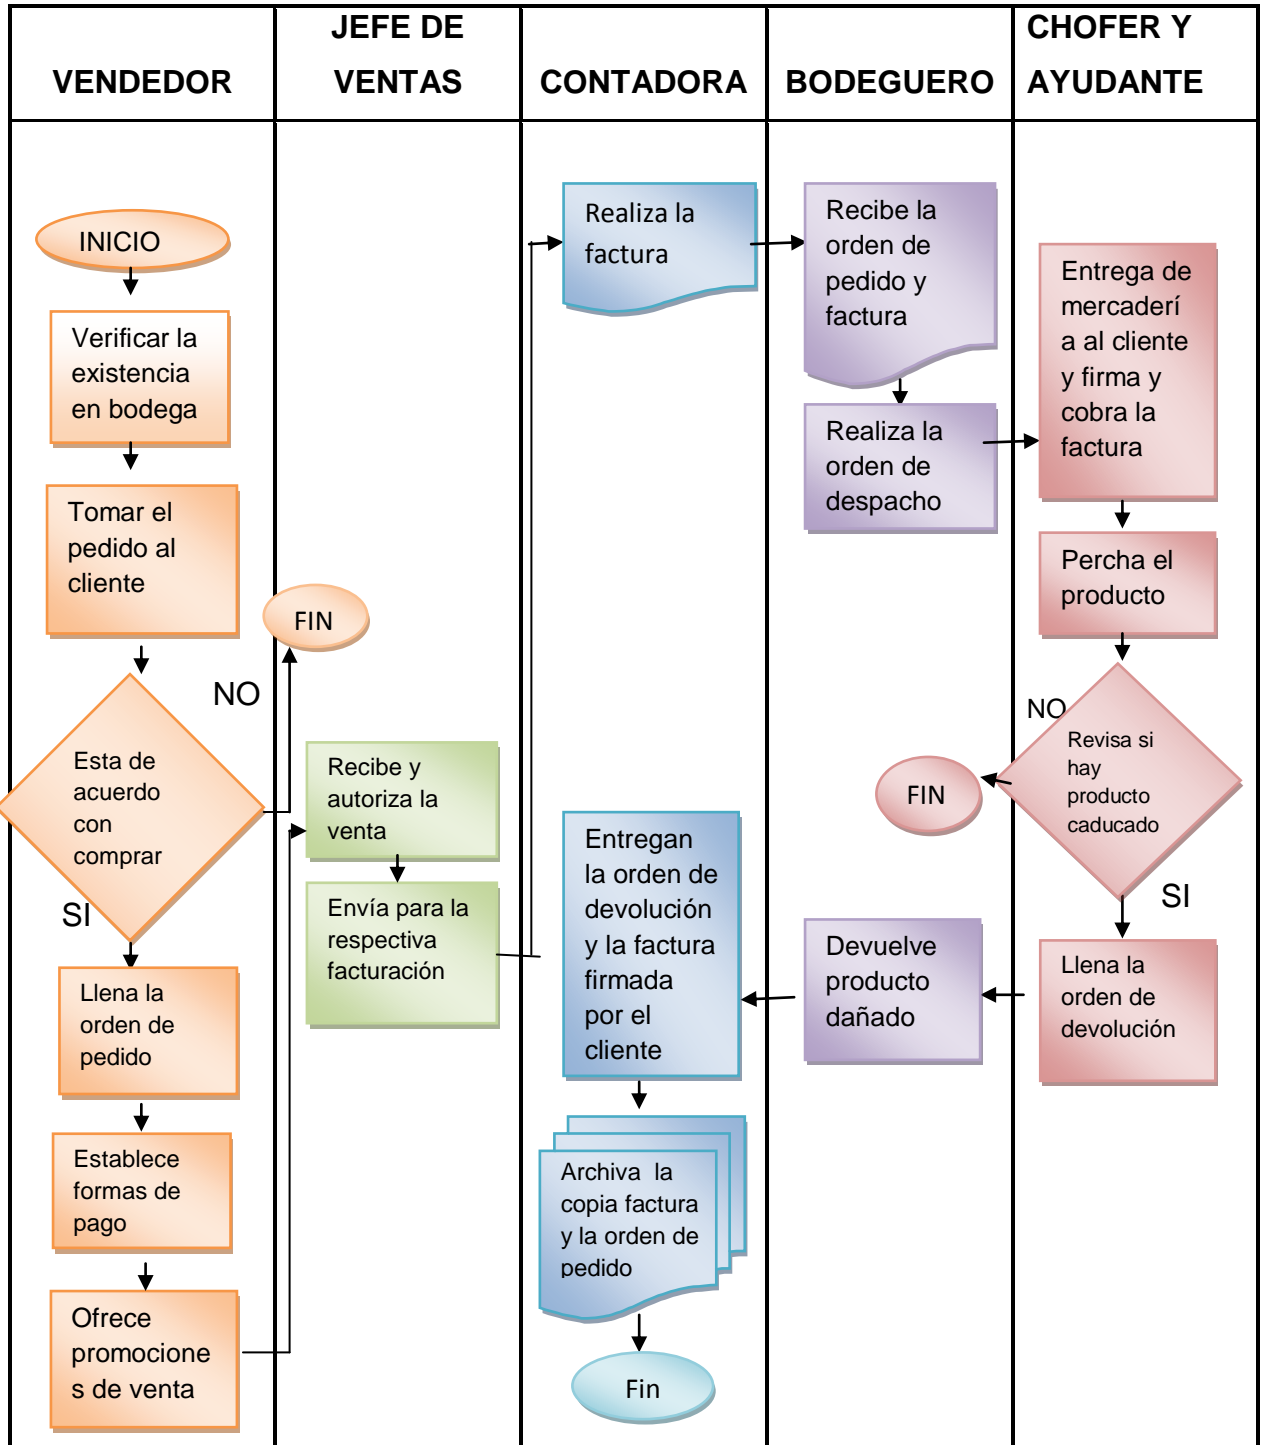 VENDEDOR
JEFE DE
VENTAS
CONTADORA
BODEGUERO
CHOFER Y
AYUDANTE
INICIO
Verificar la
existencia
en bodega
Tomar el
pedido al
cliente
Esta de
acuerdo
con
comprar
NO
SI
FIN
Llena la
orden de
pedido
Establece
formas de
pago
Ofrece
promocione
s de venta
Recibe y
autoriza la
venta
Envía para la
respectiva
facturación
Realiza la
factura
Recibe la
orden de
pedido y
factura
Realiza la
orden de
despacho
Entrega de
mercaderí
a al cliente
y firma y
cobra la
factura
Percha el
producto
NO
Revisa si
hay
producto
caducado
FIN
SI
Llena la
orden de
devolución
Devuelve
producto
dañado
Entregan
la orden de
devolución
y la factura
firmada
por el
cliente
Archiva la
copia factura
y la orden de
pedido
Fin